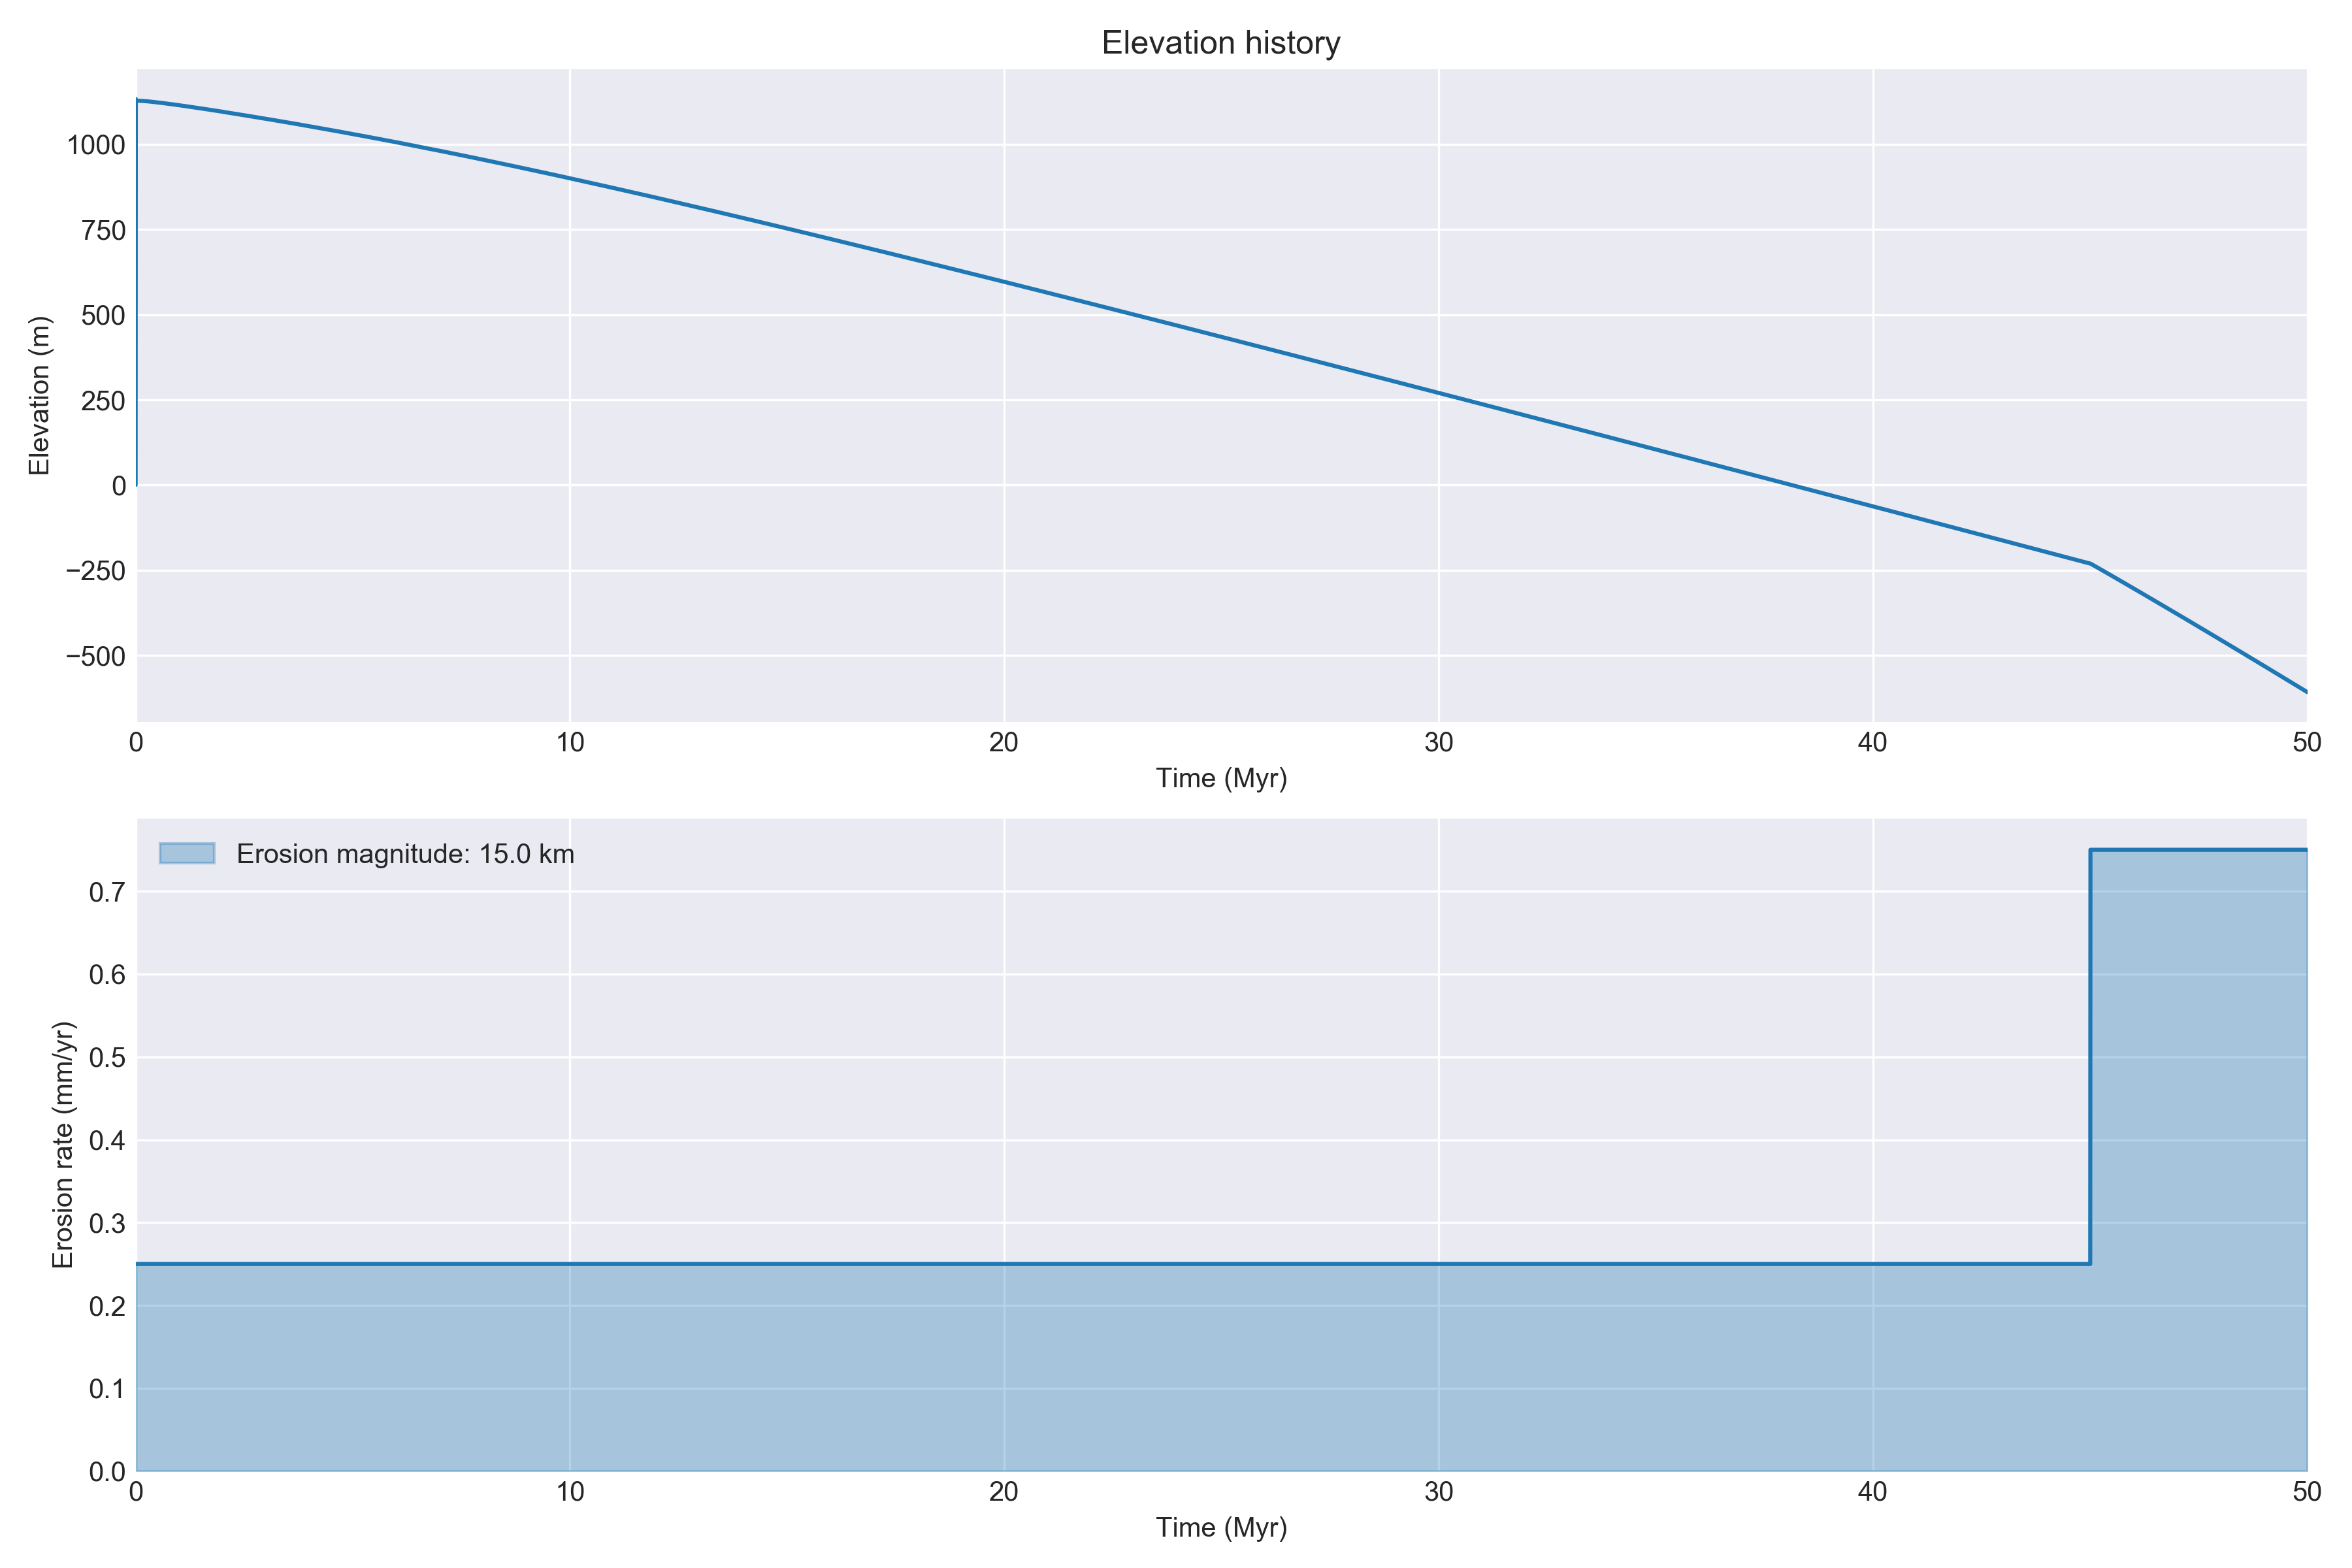 Elevation history
Elevation (m)
1000
750
500
250
0
−250
−500
0 10 20 30 40 50
Time (Myr)
Erosion magnitude: 15.0 km
Erosion rate (mm/yr)
0.7
0.6
0.5
0.4
0.3
0.2
0.1
0.0
0 10 20 30 40 50
Time (Myr)